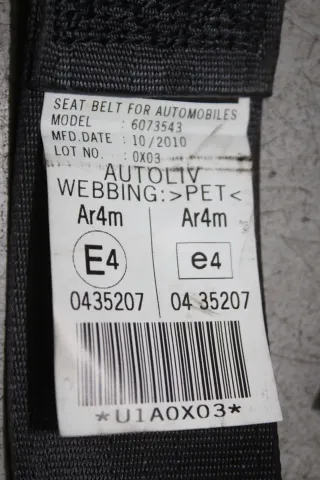 SEAT BELT FOR AUTOMOBILES
MODEL : 6073543
MFD.DATE : 10/2010
LOT NO. : 0X03
AUTOLIV
WEBBING:>PET<
Ar4m Ar4m
E4 e4
0435207 04 35207
*U1A0X03*